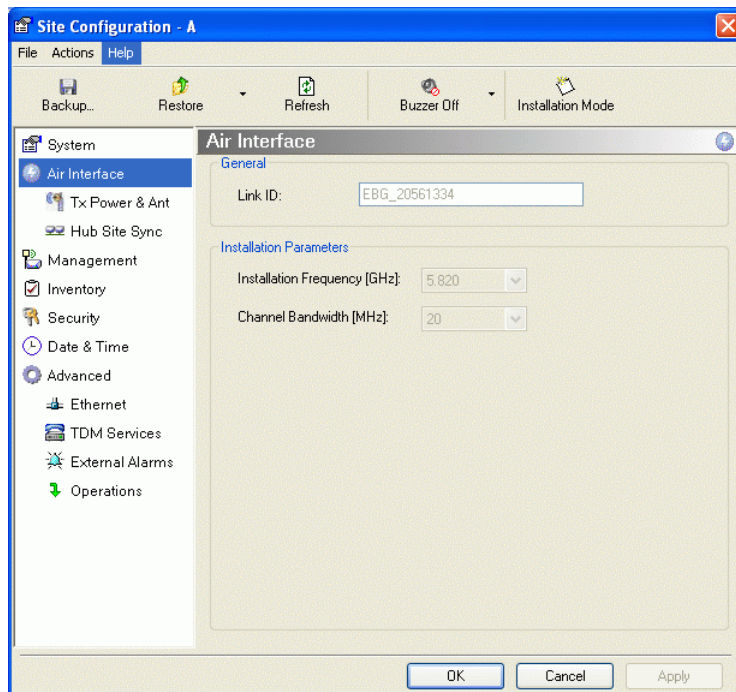 Site Configuration - A
File Actions Help
Backup... Restore Refresh Buzzer Off Installation Mode
System
Air Interface
Tx Power & Ant
Hub Site Sync
Management
Inventory
Security
Date & Time
Advanced
Ethernet
TDM Services
External Alarms
Operations
Air Interface
General
Link ID: EBG_20561334
Installation Parameters
Installation Frequency [GHz]: 5.820
Channel Bandwidth [MHz]: 20
OK Cancel Apply